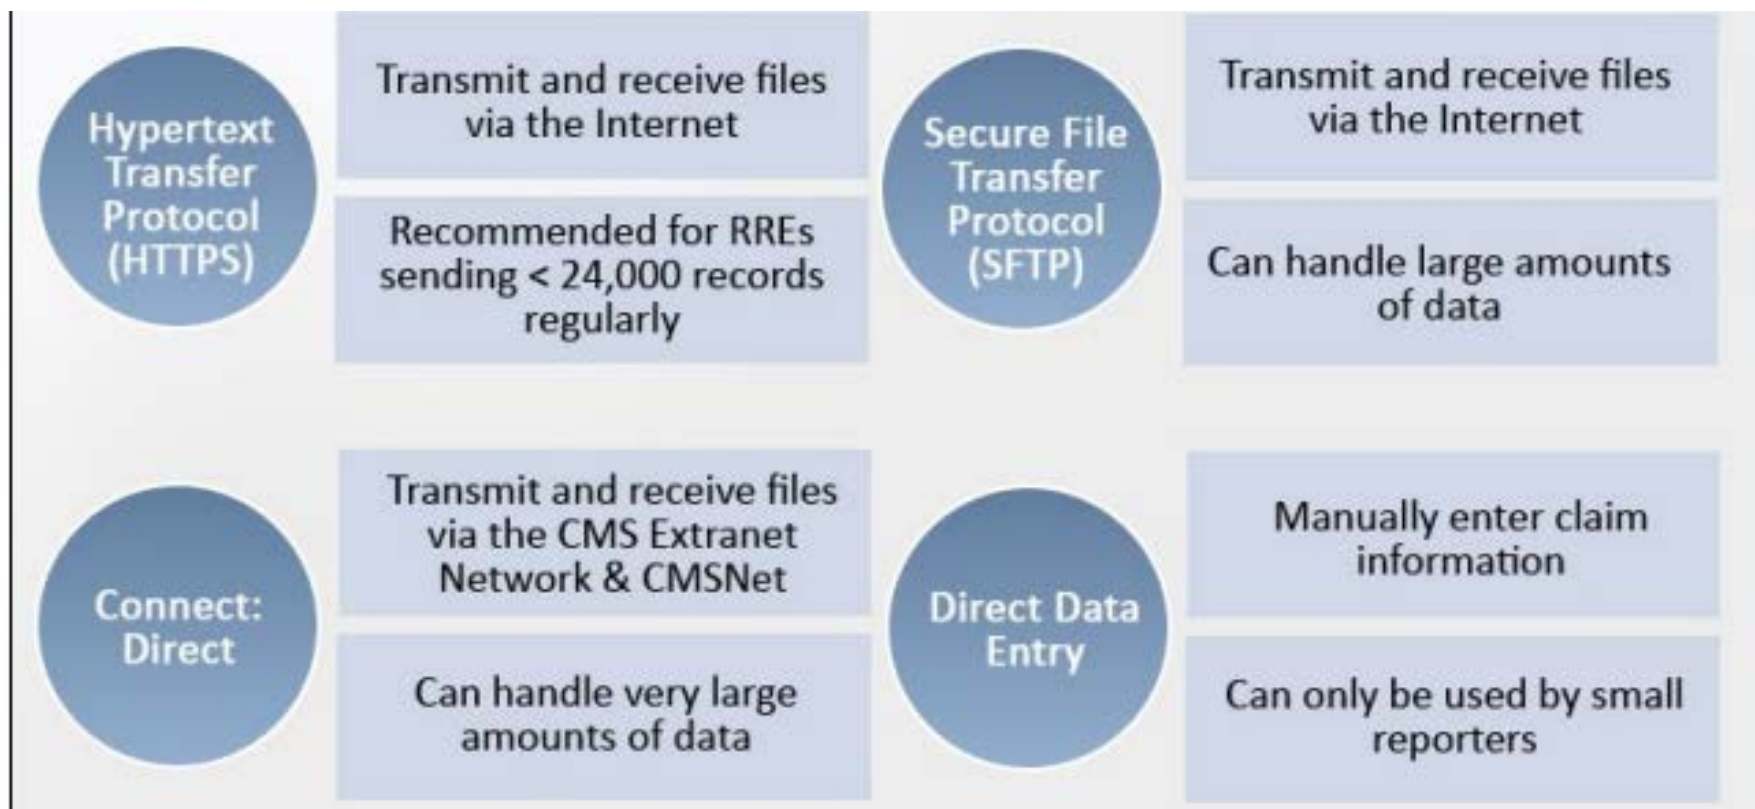 Hypertext
Transfer
Protocol
(HTTPS)
Transmit and receive files
via the Internet
Recommended for RREs
sending < 24,000 records
regularly
Secure File
Transfer
Protocol
(SFTP)
Transmit and receive files
via the Internet
Can handle large amounts
of data
Connect:
Direct
Transmit and receive files
via the CMS Extranet
Network & CMSNet
Can handle very large
amounts of data
Direct Data
Entry
Manually enter claim
information
Can only be used by small
reporters